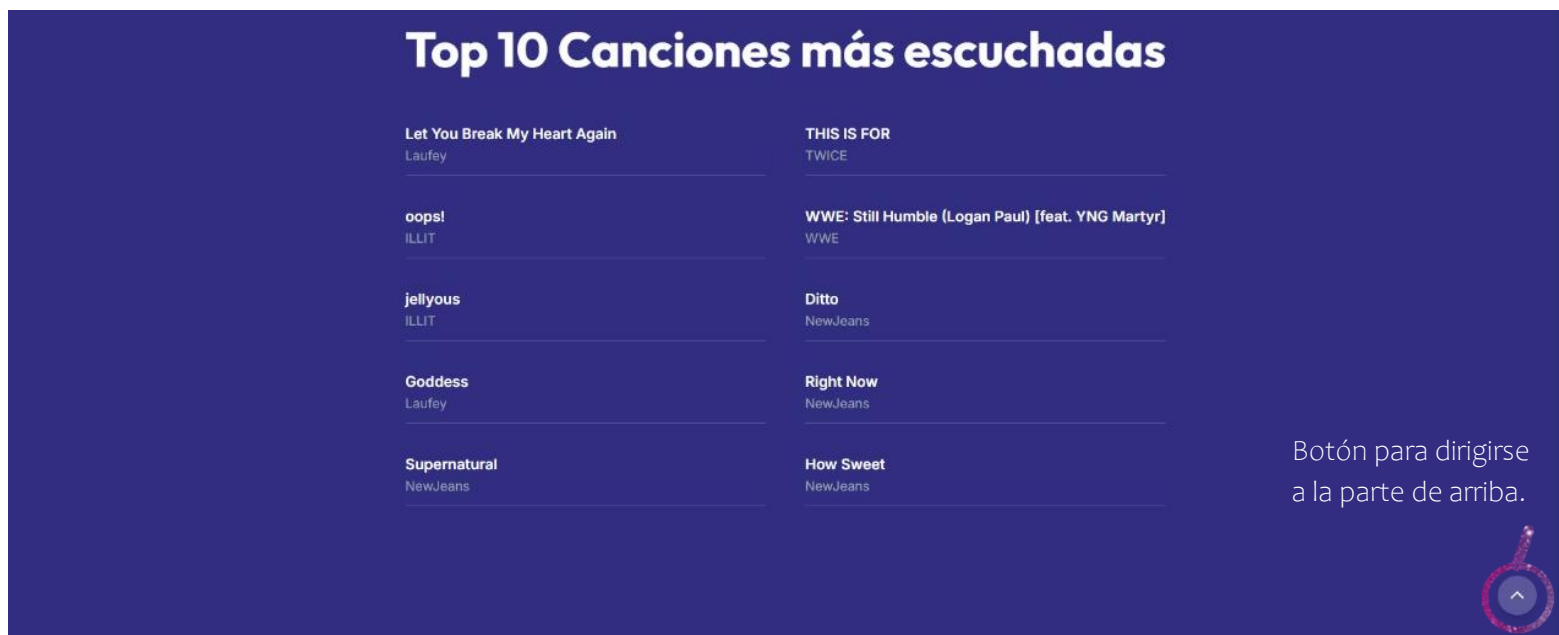 Top 10 Canciones más escuchadas
Let You Break My Heart Again
Laufey
THIS IS FOR
TWICE
oops!
ILLIT
WWE: Still Humble (Logan Paul) [feat. YNG Martyr]
WWE
jellyous
ILLIT
Ditto
NewJeans
Goddess
Laufey
Right Now
NewJeans
Supernatural
NewJeans
How Sweet
NewJeans
Botón para dirigirse
a la parte de arriba.